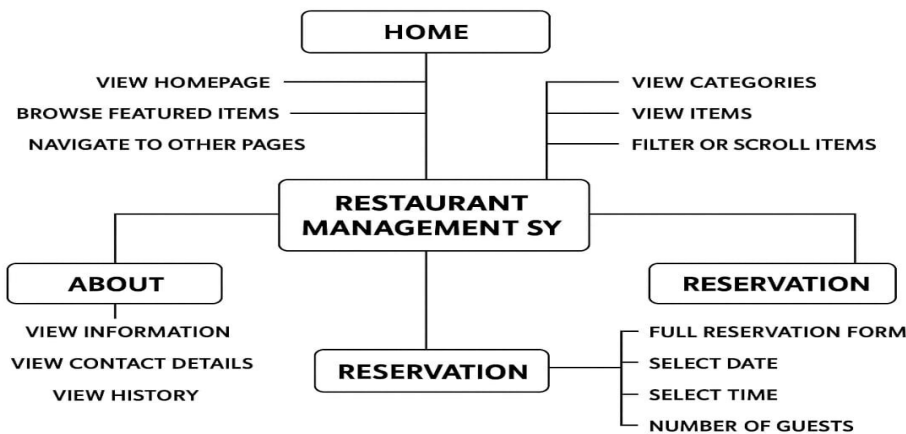 HOME
VIEW HOMEPAGE
BROWSE FEATURED ITEMS
NAVIGATE TO OTHER PAGES
VIEW CATEGORIES
VIEW ITEMS
FILTER OR SCROLL ITEMS
RESTAURANT
MANAGEMENT SY
ABOUT
VIEW INFORMATION
VIEW CONTACT DETAILS
VIEW HISTORY
RESERVATION
RESERVATION
FULL RESERVATION FORM
SELECT DATE
SELECT TIME
NUMBER OF GUESTS